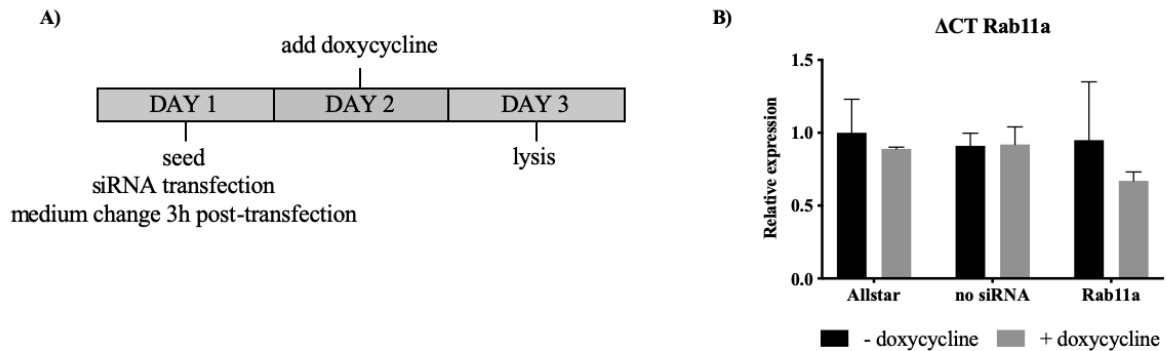 A)
add doxycycline
DAY 1 DAY 2 DAY 3
seed lysis
siRNA transfection
medium change 3h post-transfection
B)
ΔCT Rab11a
Relative expression
1.5
1.0
0.5
0.0
Allstar no siRNA Rab11a
- doxycycline + doxycycline